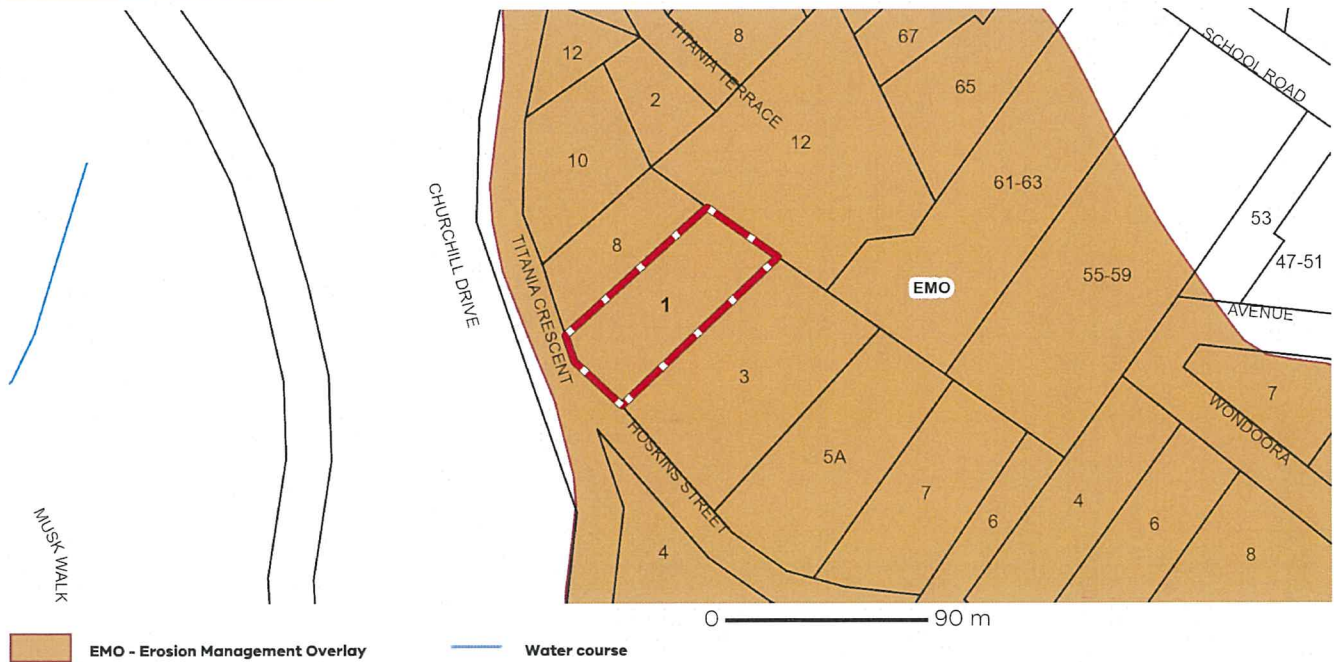 SCHOOL ROAD
8
67
TITANIA TERRACE
12
65
2
12
10
61-63
53
CHURCHILL DRIVE
TITANIA CRESCENT
8
47-51
55-59
EMO
1
AVENUE
3
7
WONDOORA
HOSKINS STREET
5A
7
6
4
6
8
4
MUSK WALK
0 90 m
EMO - Erosion Management Overlay
Water course